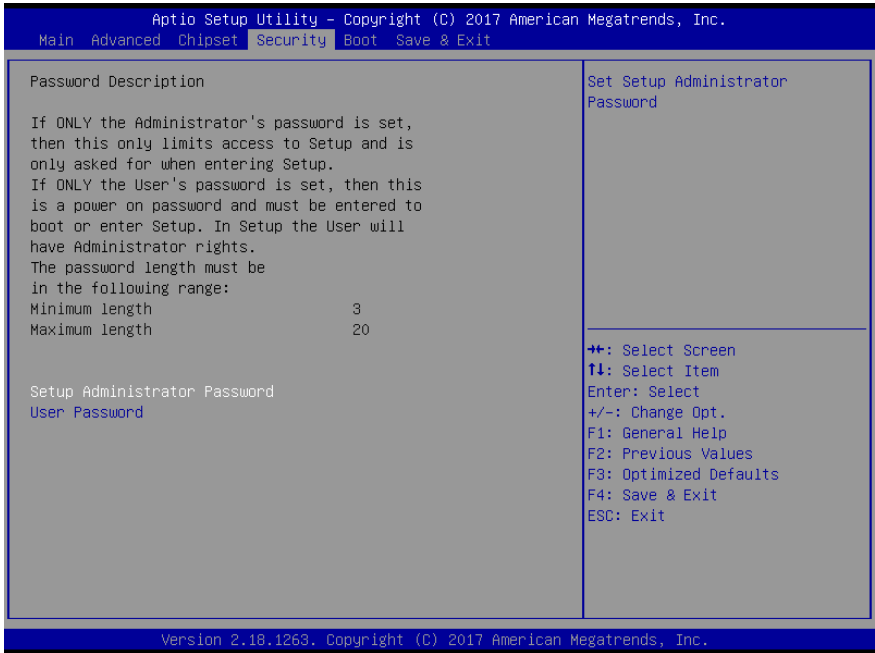 Aptio Setup Utility – Copyright (C) 2017 American Megatrends, Inc.
Main Advanced Chipset Security Boot Save & Exit
Password Description
If ONLY the Administrator's password is set,
then this only limits access to Setup and is
only asked for when entering Setup.
If ONLY the User's password is set, then this
is a power on password and must be entered to
boot or enter Setup. In Setup the User will
have Administrator rights.
The password length must be
in the following range:
Minimum length 3
Maximum length 20
Setup Administrator Password
User Password
Set Setup Administrator
Password
→←: Select Screen
↑↓: Select Item
Enter: Select
+/-: Change Opt.
F1: General Help
F2: Previous Values
F3: Optimized Defaults
F4: Save & Exit
ESC: Exit
Version 2.18.1263. Copyright (C) 2017 American Megatrends, Inc.